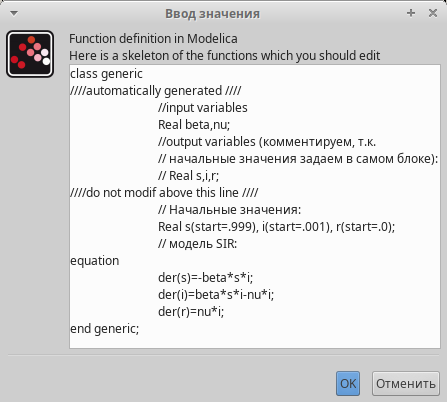 Ввод значения
Function definition in Modelica
Here is a skeleton of the functions which you should edit
class generic
////automatically generated ////
//input variables
Real beta,nu;
//output variables (комментируем, т.к.
// начальные значения задаем в самом блоке):
// Real s,i,r;
////do not modif above this line ////
// Начальные значения:
Real s(start=.999), i(start=.001), r(start=.0);
// модель SIR:
equation
der(s)=-beta*s*i;
der(i)=beta*s*i-nu*i;
der(r)=nu*i;
end generic;
OK
Отменить